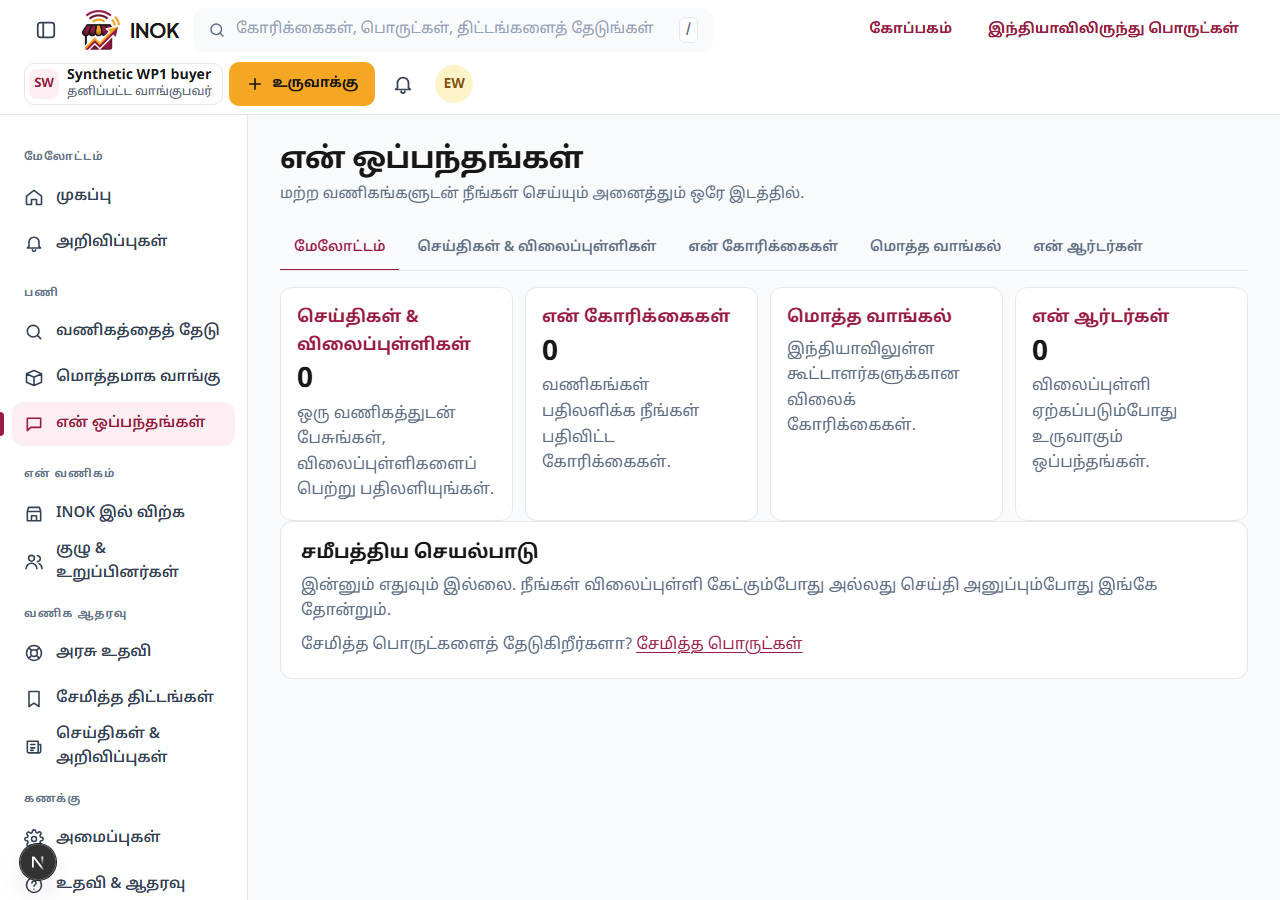 INOK
கோரிக்கைகள், பொருட்கள், திட்டங்களைத் தேடுங்கள்
/
கோப்பகம்
இந்தியாவிலிருந்து பொருட்கள்
SW
Synthetic WP1 buyer
தனிப்பட்ட வாங்குபவர்
+ உருவாக்கு
EW
மேலோட்டம்
முகப்பு
அறிவிப்புகள்
பணி
வணிகத்தைத் தேடு
மொத்தமாக வாங்கு
என் ஒப்பந்தங்கள்
என் வணிகம்
INOK இல் விற்க
குழு &
உறுப்பினர்கள்
வணிக ஆதரவு
அரசு உதவி
சேமித்த திட்டங்கள்
செய்திகள் &
அறிவிப்புகள்
கணக்கு
அமைப்புகள்
N
உதவி & ஆதரவு
என் ஒப்பந்தங்கள்
மற்ற வணிகங்களுடன் நீங்கள் செய்யும் அனைத்தும் ஒரே இடத்தில்.
மேலோட்டம்
செய்திகள் & விலைப்புள்ளிகள்
என் கோரிக்கைகள்
மொத்த வாங்கல்
என் ஆர்டர்கள்
செய்திகள் &
விலைப்புள்ளிகள்
0
ஒரு வணிகத்துடன்
பேசுங்கள்,
விலைப்புள்ளிகளைப்
பெற்று பதிலளியுங்கள்.
என் கோரிக்கைகள்
0
வணிகங்கள்
பதிலளிக்க நீங்கள்
பதிவிட்ட
கோரிக்கைகள்.
மொத்த வாங்கல்
இந்தியாவிலுள்ள
கூட்டாளர்களுக்கான
விலைக்
கோரிக்கைகள்.
என் ஆர்டர்கள்
0
விலைப்புள்ளி
ஏற்கப்படும்போது
உருவாகும்
ஒப்பந்தங்கள்.
சமீபத்திய செயல்பாடு
இன்னும் எதுவும் இல்லை. நீங்கள் விலைப்புள்ளி கேட்கும்போது அல்லது செய்தி அனுப்பும்போது இங்கே
தோன்றும்.
சேமித்த பொருட்களைத் தேடுகிறீர்களா? சேமித்த பொருட்கள்